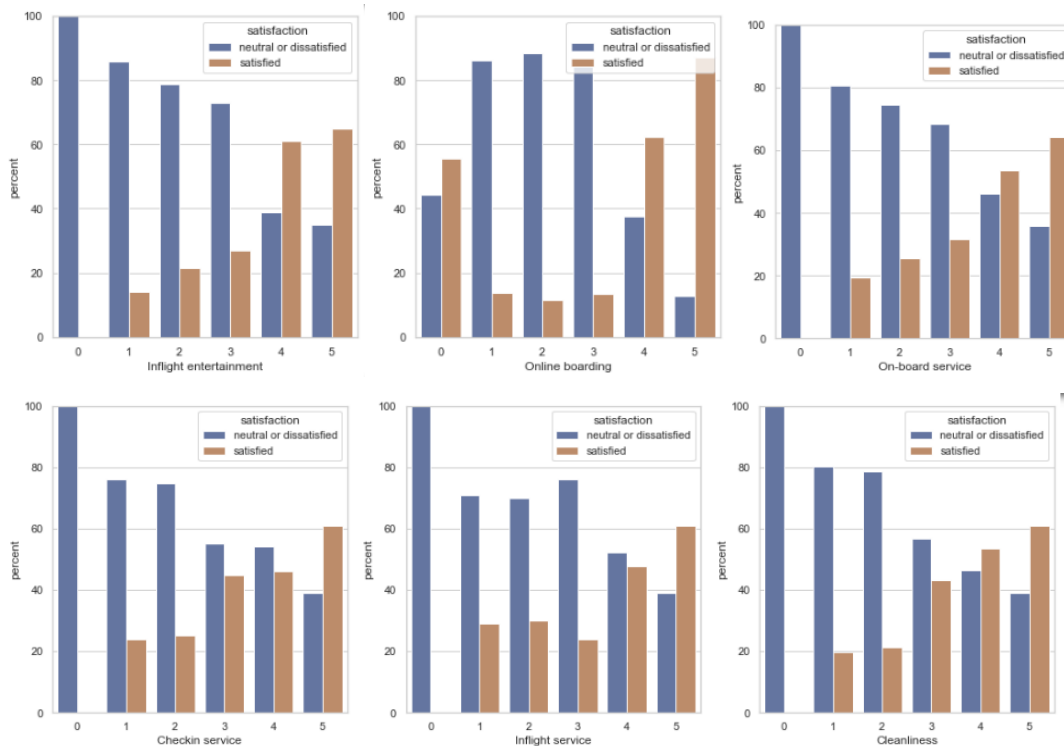 100
80
60
40
20
0
percent
satisfaction
neutral or dissatisfied
satisfied
0 1 2 3 4 5
Inflight entertainment
100
80
60
40
20
0
percent
satisfaction
neutral or dissatisfied
satisfied
0 1 2 3 4 5
Online boarding
100
80
60
40
20
0
percent
satisfaction
neutral or dissatisfied
satisfied
0 1 2 3 4 5
On-board service
100
80
60
40
20
0
percent
satisfaction
neutral or dissatisfied
satisfied
0 1 2 3 4 5
Checkin service
100
80
60
40
20
0
percent
satisfaction
neutral or dissatisfied
satisfied
0 1 2 3 4 5
Inflight service
100
80
60
40
20
0
percent
satisfaction
neutral or dissatisfied
satisfied
0 1 2 3 4 5
Cleanliness